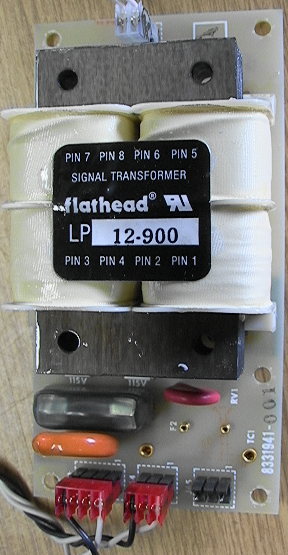 PIN 7 PIN 8 PIN 6 PIN 5
SIGNAL TRANSFORMER
flathead®
LP 12-900
PIN 3 PIN 4 PIN 2 PIN 1
115V 115V
RV1
F2
TC1
8331941-001